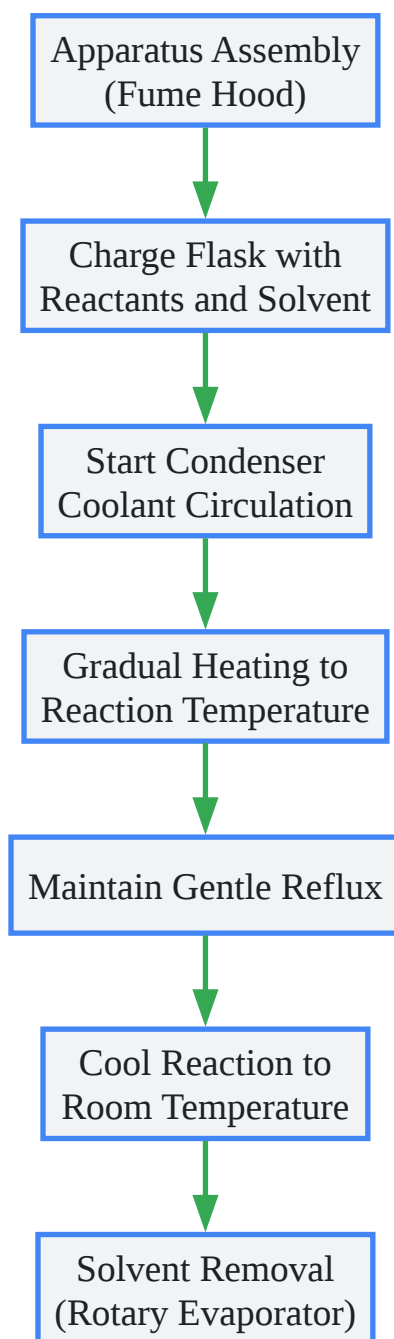 Apparatus Assembly
(Fume Hood)
Charge Flask with
Reactants and Solvent
Start Condenser
Coolant Circulation
Gradual Heating to
Reaction Temperature
Maintain Gentle Reflux
Cool Reaction to
Room Temperature
Solvent Removal
(Rotary Evaporator)